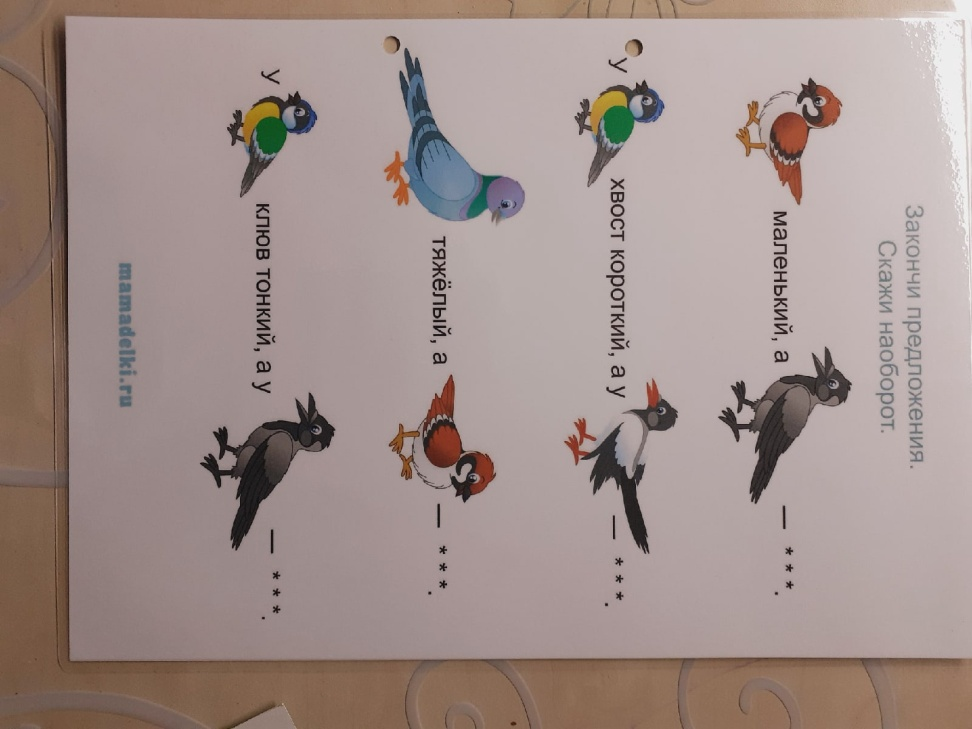 Закончи предложения.
Скажи наоборот.
маленький, а — ***.
У хвост короткий, а у — ***.
тяжёлый, а — ***.
У клюв тонкий, а у — ***.
mamadelki.ru